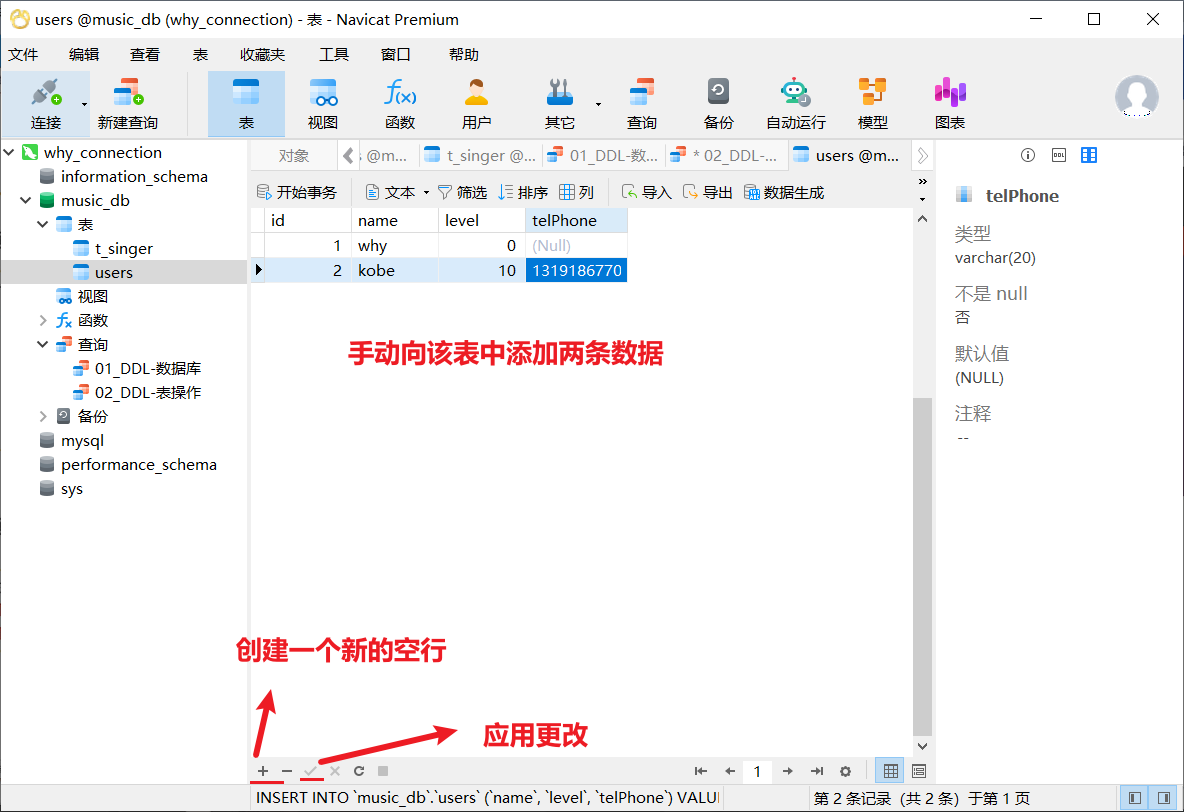 users @music_db (why_connection) - 表 - Navicat Premium
文件 编辑 查看 表 收藏夹 工具 窗口 帮助
连接 新建查询 表 视图 函数 用户 其它 查询 备份 自动运行 模型 图表
why_connection
information_schema
music_db
表
t_singer
users
视图
函数
查询
01_DDL-数据库
02_DDL-表操作
备份
mysql
performance_schema
sys
对象 @m... t_singer @... 01_DDL-数... * 02_DDL-... users @m...
开始事务 文本 筛选 排序 列 导入 导出 数据生成
id name level telPhone
1 why 0 (Null)
2 kobe 10 1319186770
手动向该表中添加两条数据
创建一个新的空行
应用更改
1
INSERT INTO `music_db`.`users` (`name`, `level`, `telPhone`) VALU
第 2 条记录 (共 2 条) 于第 1 页
DDL
telPhone
类型
varchar(20)
不是 null
否
默认值
(NULL)
注释
--